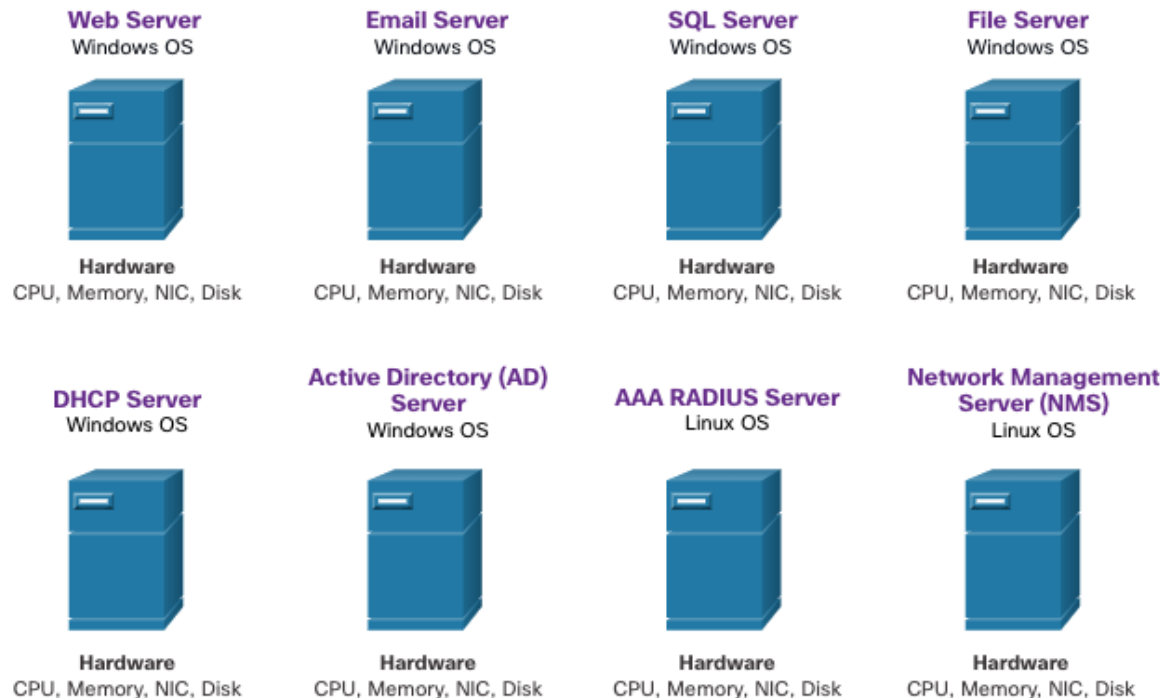 Web Server
Windows OS
Hardware
CPU, Memory, NIC, Disk
Email Server
Windows OS
Hardware
CPU, Memory, NIC, Disk
SQL Server
Windows OS
Hardware
CPU, Memory, NIC, Disk
File Server
Windows OS
Hardware
CPU, Memory, NIC, Disk
DHCP Server
Windows OS
Hardware
CPU, Memory, NIC, Disk
Active Directory (AD)
Server
Windows OS
Hardware
CPU, Memory, NIC, Disk
AAA RADIUS Server
Linux OS
Hardware
CPU, Memory, NIC, Disk
Network Management
Server (NMS)
Linux OS
Hardware
CPU, Memory, NIC, Disk